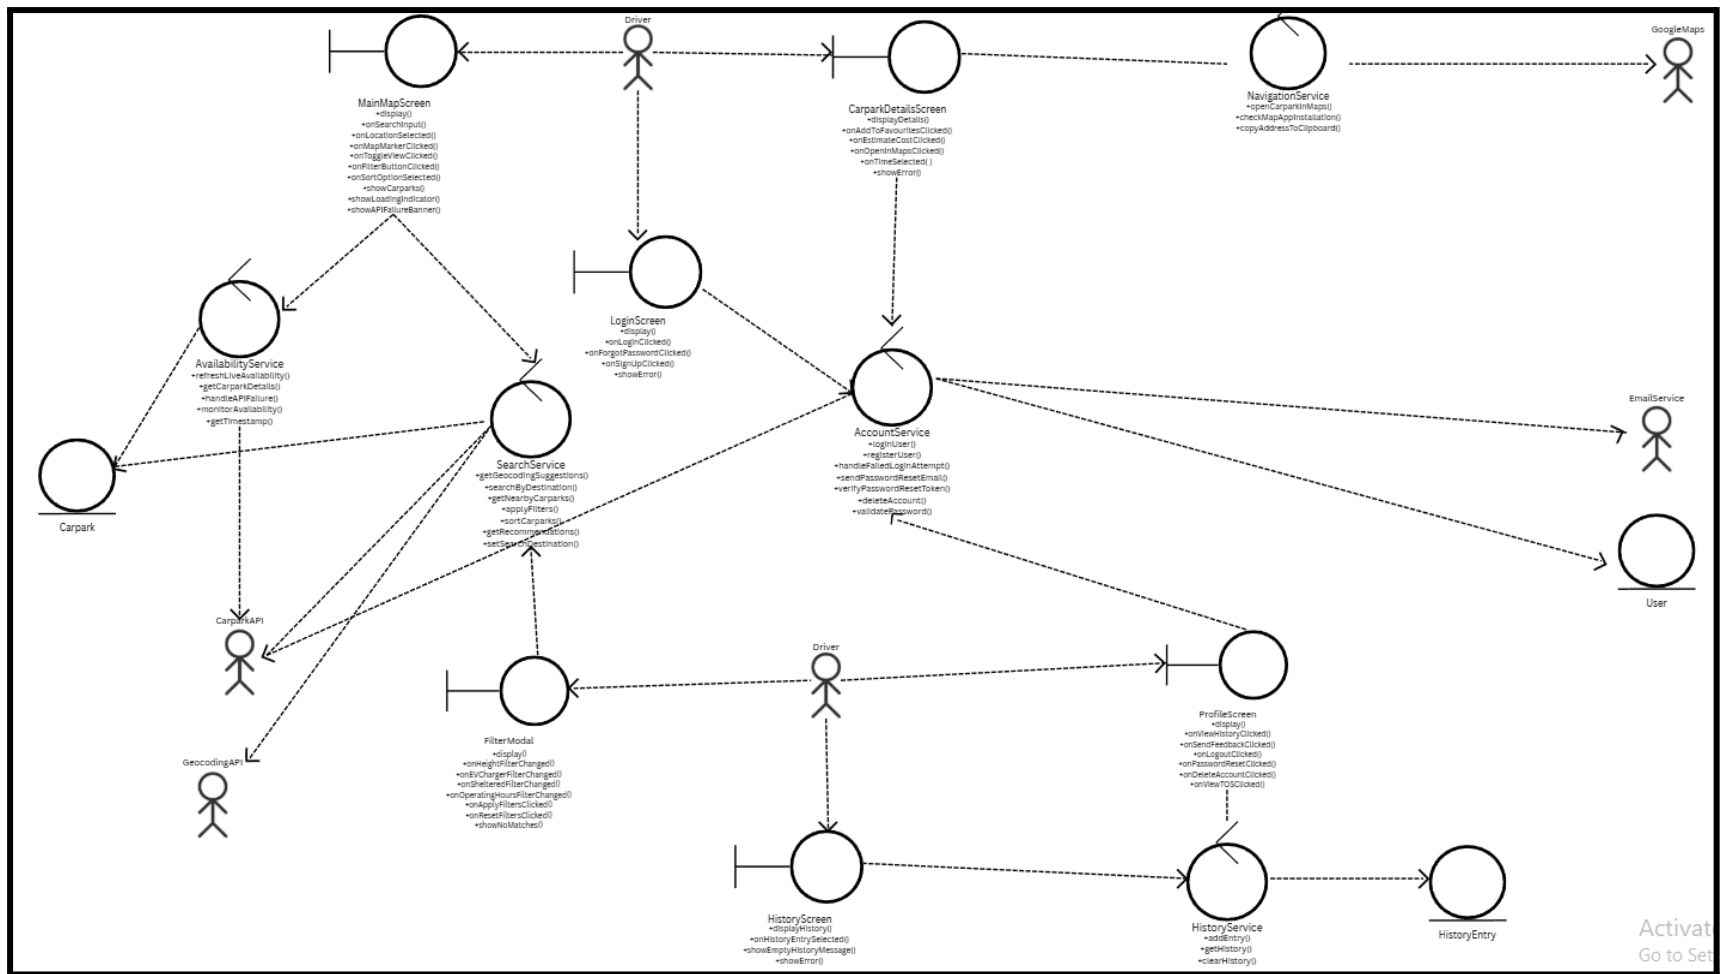 Driver
GoogleMaps
MainMapScreen
+display()
+onSearchInput()
+onLocationSelected()
+onMapMarkerClicked()
+onToggleViewClicked()
+onFilterButtonClicked()
+onSortOptionSelected()
+showCarparks()
+showLoadingIndicator()
+showAPIFailureBanner()
CarparkDetailsScreen
+displayDetails()
+onAddToFavouritesClicked()
+onEstimateCostClicked()
+onOpenInMapsClicked()
+onTimeSelected( )
+showError()
NavigationService
+openCarparkInMaps()
+checkMapAppInstallation()
+copyAddressToClipboard()
LoginScreen
+display()
+onLoginClicked()
+onForgotPasswordClicked()
+onSignUpClicked()
+showError()
AvailabilityService
+refreshLiveAvailability()
+getCarparkDetails()
+handleAPIFailure()
+monitorAvailability()
+getTimestamp()
EmailService
AccountService
+loginUser()
+registerUser()
+handleFailedLoginAttempt()
+sendPasswordResetEmail()
+verifyPasswordResetToken()
+deleteAccount()
+validatePassword()
SearchService
+getGeocodingSuggestions()
+searchByDestination()
+getNearbyCarparks()
+applyFilters()
+sortCarparks()
+getRecommendations()
+setSearchDestination()
Carpark
User
CarparkAPI
Driver
ProfileScreen
+display()
+onViewHistoryClicked()
+onSendFeedbackClicked()
+onLogoutClicked()
+onPasswordResetClicked()
+onDeleteAccountClicked()
+onViewTOSClicked()
FilterModal
+display()
+onHeightFilterChanged()
+onEVChargerFilterChanged()
+onShelteredFilterChanged()
+onOperatingHoursFilterChanged()
+onApplyFiltersClicked()
+onResetFiltersClicked()
+showNoMatches()
GeocodingAPI
HistoryScreen
+displayHistory()
+onHistoryEntrySelected()
+showEmptyHistoryMessage()
+showError()
HistoryService
+addEntry()
+getHistory()
+clearHistory()
HistoryEntry
Activat
Go to Set